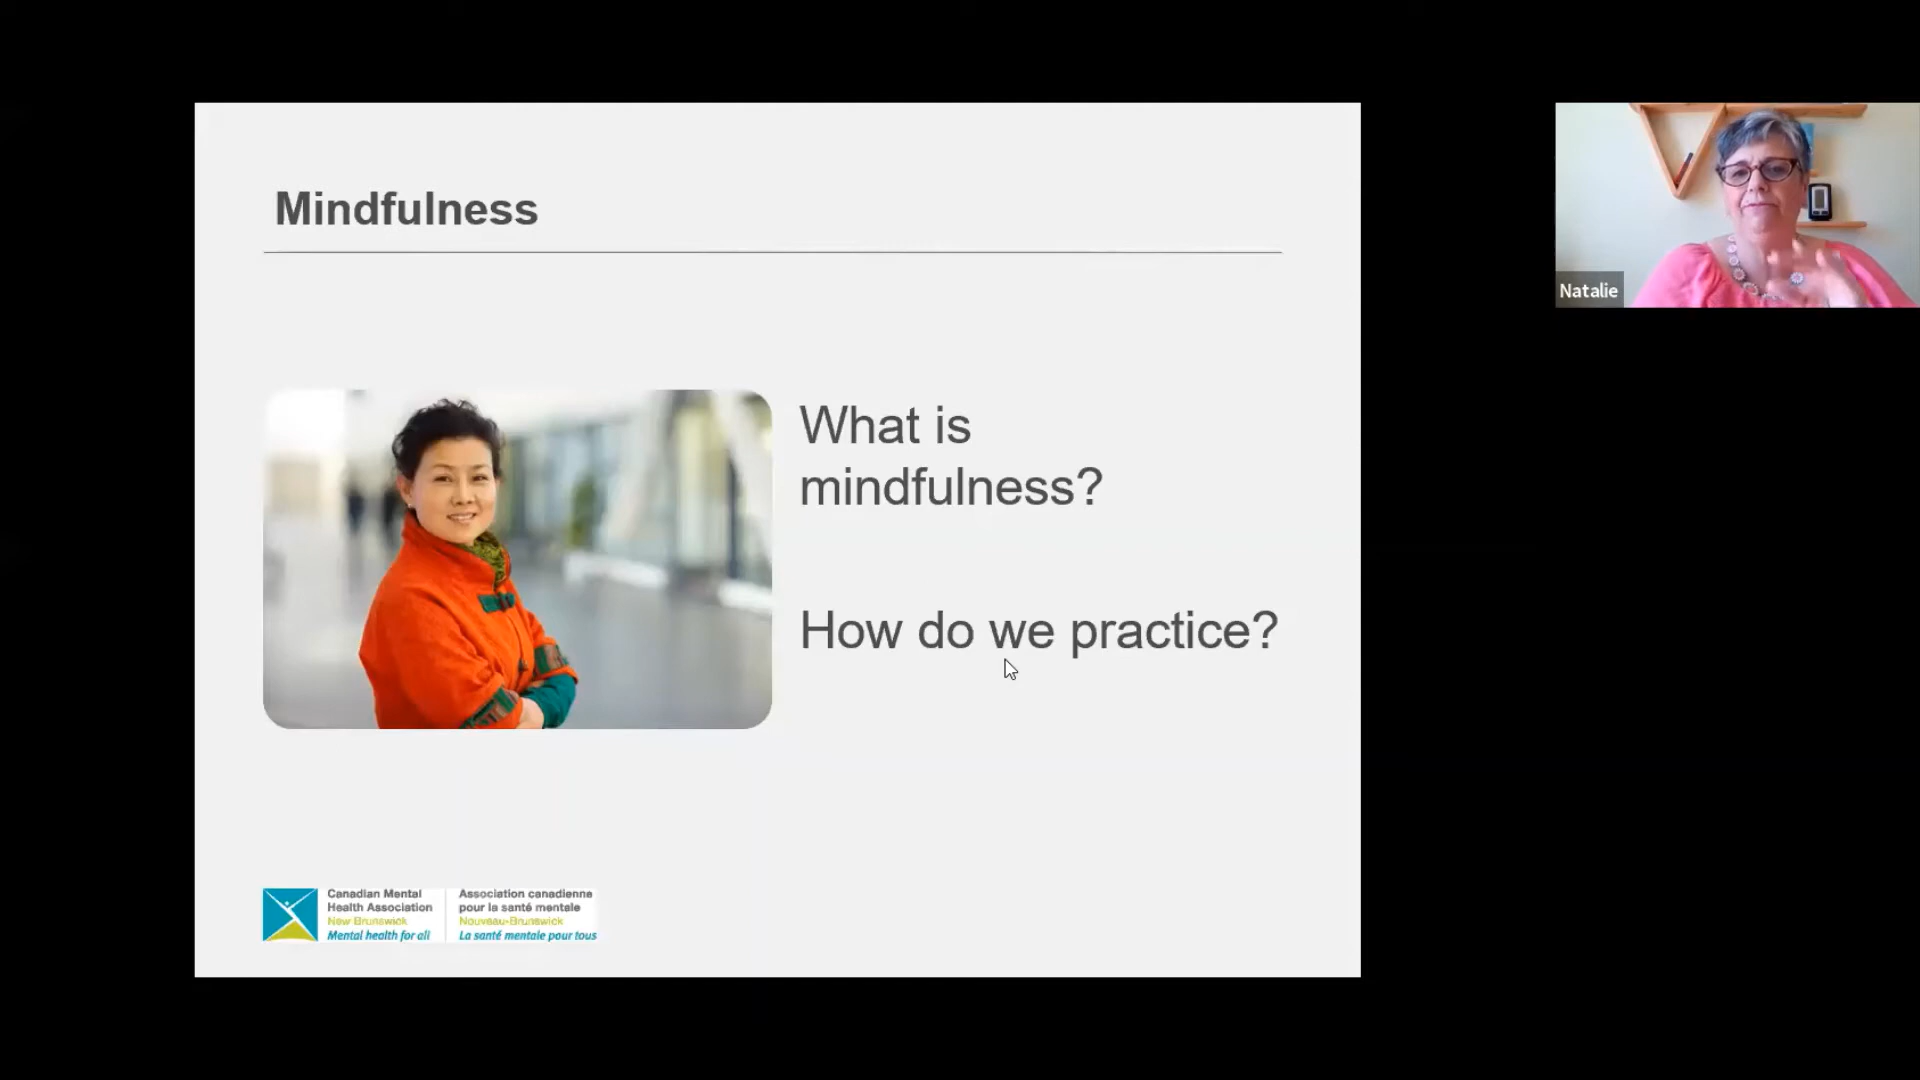 Mindfulness
What is
mindfulness?
How do we practice?
Natalie
Canadian Mental
Health Association
New Brunswick
Mental health for all
Association canadienne
pour la santé mentale
Nouveau-Brunswick
La santé mentale pour tous